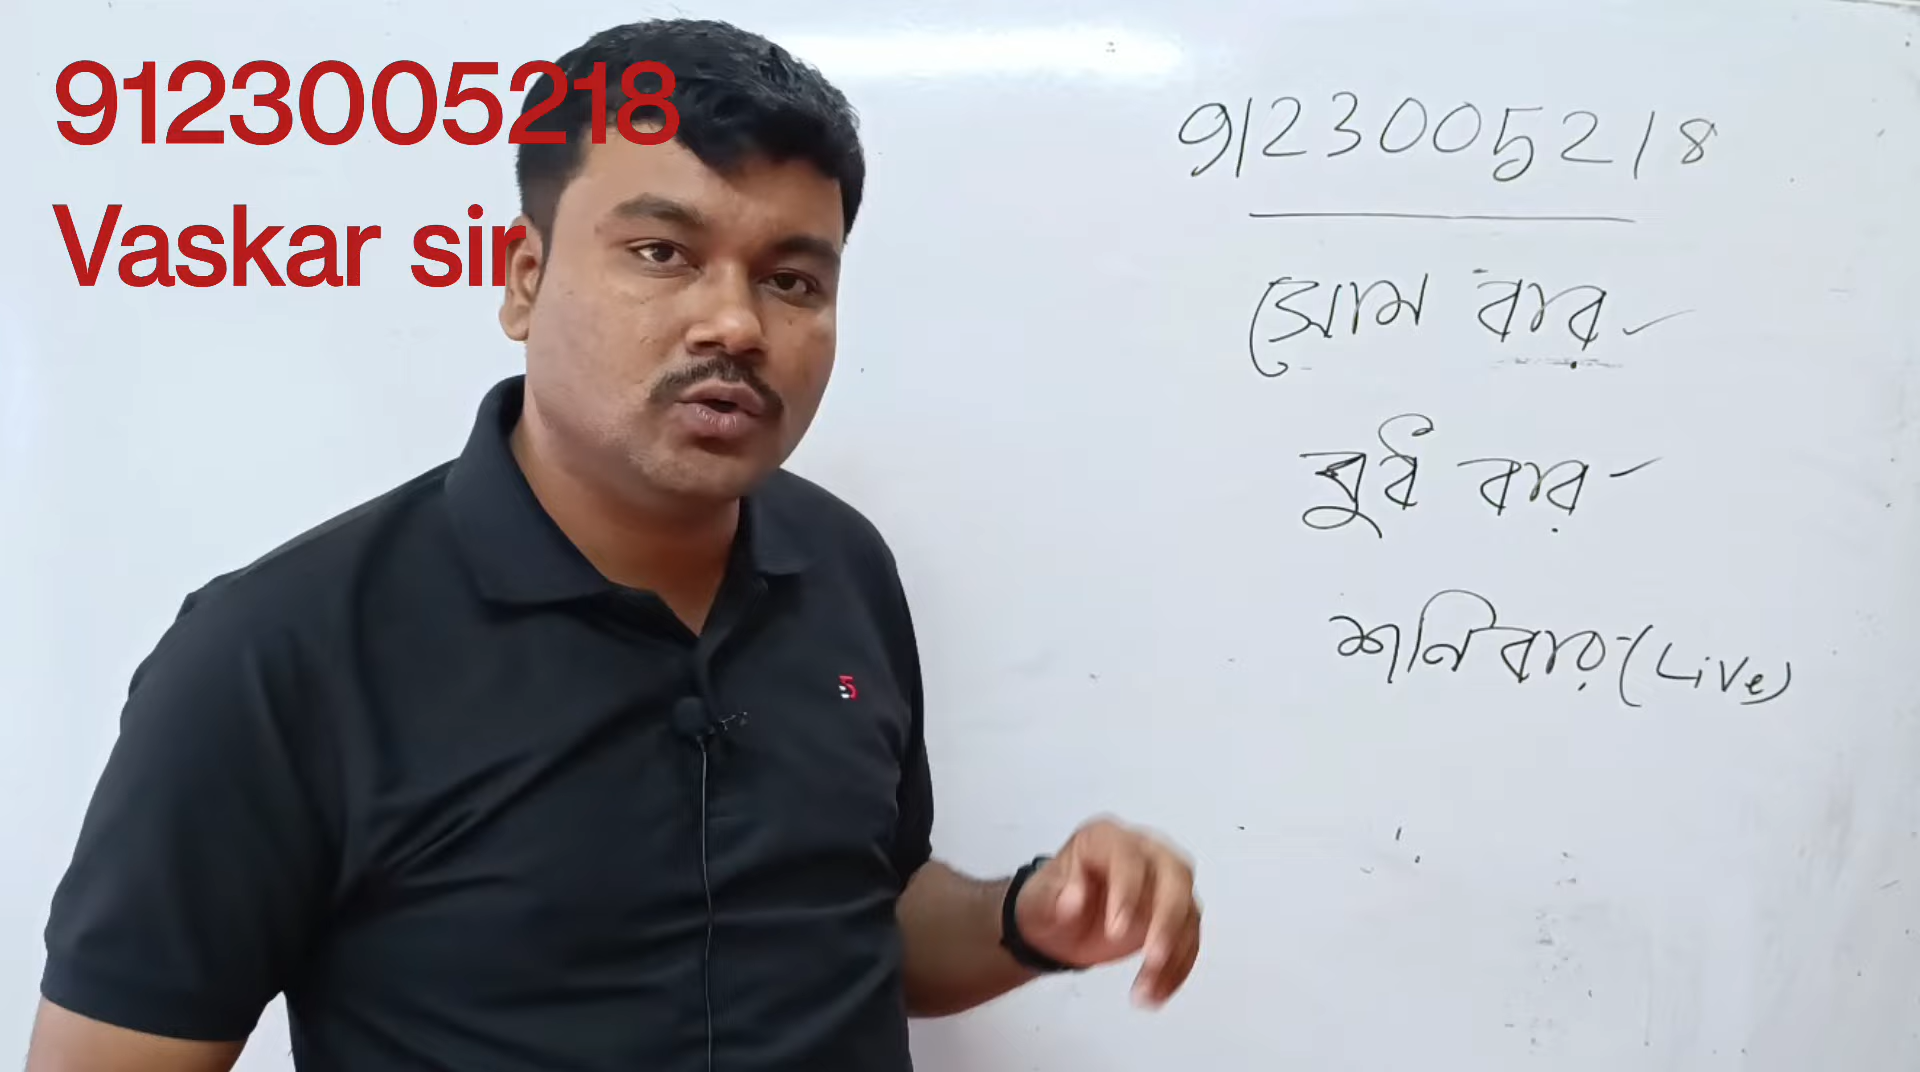 9123005218
Vaskar sir
9123005218
সোম বার
বুধ বার
শনিবার (Live)